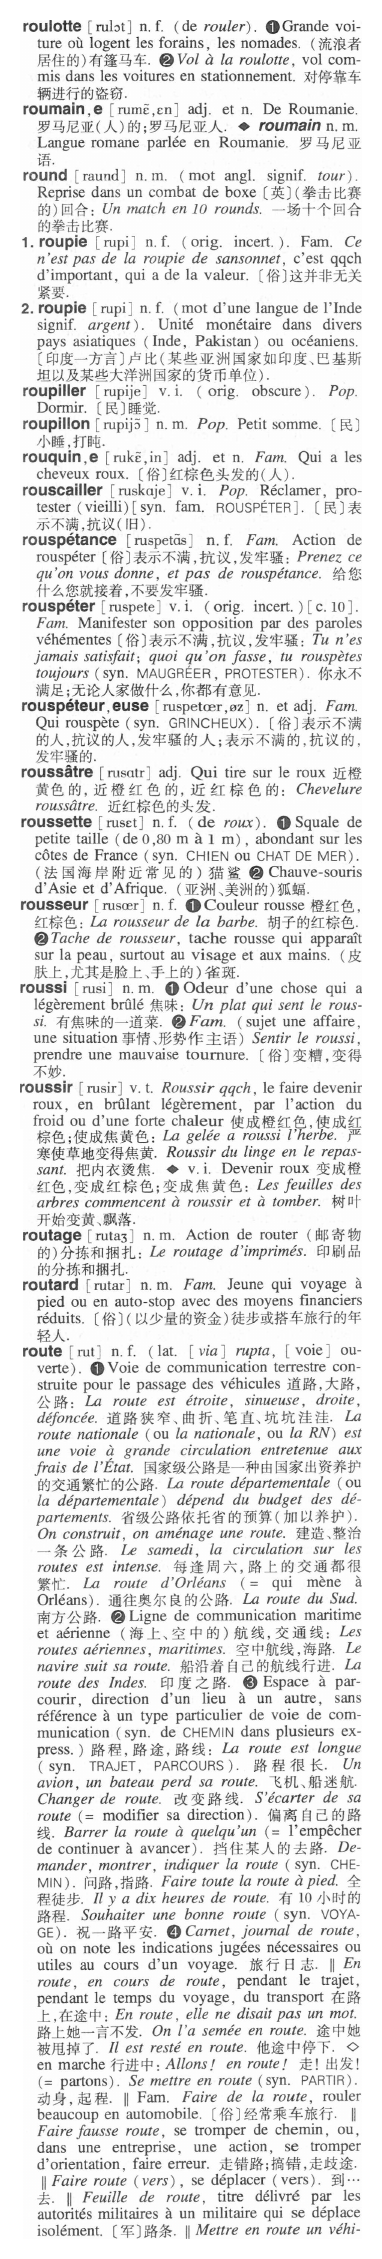 roulotte [rulɔt] n. f. (de rouler). ❶Grande voi-
ture où logent les forains, les nomades. (流浪者
居住的)有篷马车. ❷Vol à la roulotte, vol com-
mis dans les voitures en stationnement. 对停靠车
辆进行的盗窃.
roumain,e [rumɛ̃,ɛn] adj. et n. De Roumanie.
罗马尼亚(人)的;罗马尼亚人. ◆ roumain n. m.
Langue romane parlée en Roumanie. 罗马尼亚
语.
round [raund] n. m. (mot angl. signif. tour).
Reprise dans un combat de boxe [英](拳击比赛
的)回合: Un match en 10 rounds. 一场十个回合
的拳击比赛.
1. roupie [rupi] n. f. (orig. incert.). Fam. Ce
n'est pas de la roupie de sansonnet, c'est qqch
d'important, qui a de la valeur. [俗]这并非无关
紧要.
2. roupie [rupi] n. f. (mot d'une langue de l'Inde
signif. argent). Unité monétaire dans divers
pays asiatiques (Inde, Pakistan) ou océaniens.
[印度一方言]卢比(某些亚洲国家如印度、巴基斯
坦以及某些大洋洲国家的货币单位).
roupiller [rupije] v. i. (orig. obscure). Pop.
Dormir. [民]睡觉.
roupillon [rupijɔ̃] n. m. Pop. Petit somme. [民]
小睡,打盹.
rouquin,e [rukɛ̃,in] adj. et n. Fam. Qui a les
cheveux roux. [俗]红棕色头发的(人).
rouscailler [ruskɑje] v. i. Pop. Réclamer, pro-
tester (vieilli)[syn. fam. ROUSPÉTER]. [民]表
示不满,抗议(旧).
rouspétance [ruspetɑ̃s] n. f. Fam. Action de
rouspéter [俗]表示不满,抗议,发牢骚: Prenez ce
qu'on vous donne, et pas de rouspétance. 给您
什么您就接着,不要发牢骚.
rouspéter [ruspete] v. i. (orig. incert.)[c. 10].
Fam. Manifester son opposition par des paroles
véhémentes [俗]表示不满,抗议,发牢骚: Tu n'es
jamais satisfait; quoi qu'on fasse, tu rouspètes
toujours (syn. MAUGRÉER, PROTESTER). 你永不
满足;无论人家做什么,你都有意见.
rouspéteur,euse [ruspetœr,øz] n. et adj. Fam.
Qui rouspète (syn. GRINCHEUX). [俗]表示不满
的人,抗议的人,发牢骚的人;表示不满的,抗议的,
发牢骚的.
roussâtre [rusɑtr] adj. Qui tire sur le roux 近橙
黄色的,近橙红色的,近红棕色的: Chevelure
roussâtre. 近红棕色的头发.
roussette [rusɛt] n. f. (de roux). ❶Squale de
petite taille (de 0,80 m à 1 m), abondant sur les
côtes de France (syn. CHIEN ou CHAT DE MER).
(法国海岸附近常见的)猫鲨 ❷Chauve-souris
d'Asie et d'Afrique. (亚洲、美洲的)狐蝠.
rousseur [rusœr] n. f. ❶Couleur rousse 橙红色,
红棕色: La rousseur de la barbe. 胡子的红棕色.
❷Tache de rousseur, tache rousse qui apparaît
sur la peau, surtout au visage et aux mains. (皮
肤上,尤其是脸上、手上的)雀斑.
roussi [rusi] n. m. ❶Odeur d'une chose qui a
légèrement brûlé 焦味: Un plat qui sent le rous-
si. 有焦味的一道菜. ❷Fam. (sujet une affaire,
une situation 事情、形势作主语) Sentir le roussi,
prendre une mauvaise tournure. [俗]变糟,变得
不妙.
roussir [rusir] v. t. Roussir qqch, le faire devenir
roux, en brûlant légèrement, par l'action du
froid ou d'une forte chaleur 使成橙红色,使成红
棕色;使成焦黄色: La gelée a roussi l'herbe. 严
寒使草地变得焦黄. Roussir du linge en le repas-
sant. 把内衣烫焦. ◆ v. i. Devenir roux 变成橙
红色,变成红棕色;变成焦黄色: Les feuilles des
arbres commencent à roussir et à tomber. 树叶
开始变黄、飘落.
routage [rutaʒ] n. m. Action de router (邮寄物
的)分拣和捆扎: Le routage d'imprimés. 印刷品
的分拣和捆扎.
routard [rutar] n. m. Fam. Jeune qui voyage à
pied ou en auto-stop avec des moyens financiers
réduits. [俗](以少量的资金)徒步或搭车旅行的年
轻人.
route [rut] n. f. (lat. [via] rupta, [voie] ou-
verte). ❶Voie de communication terrestre con-
struite pour le passage des véhicules 道路,大路,
公路: La route est étroite, sinueuse, droite,
défoncée. 道路狭窄、曲折、笔直、坑坑洼洼. La
route nationale (ou la nationale, ou la RN) est
une voie à grande circulation entretenue aux
frais de l'État. 国家级公路是一种由国家出资养护
的交通繁忙的公路. La route départementale (ou
la départementale) dépend du budget des dé-
partements. 省级公路依托省的预算(加以养护).
On construit, on aménage une route. 建造、整治
一条公路. Le samedi, la circulation sur les
routes est intense. 每逢周六,路上的交通都很
繁忙. La route d'Orléans (= qui mène à
Orléans). 通往奥尔良的公路. La route du Sud.
南方公路. ❷Ligne de communication maritime
et aérienne (海上、空中的)航线,交通线: Les
routes aériennes, maritimes. 空中航线,海路. Le
navire suit sa route. 船沿着自己的航线行进. La
route des Indes. 印度之路. ❸Espace à par-
courir, direction d'un lieu à un autre, sans
référence à un type particulier de voie de com-
munication (syn. de CHEMIN dans plusieurs ex-
press.) 路程,路途,路线: La route est longue
(syn. TRAJET, PARCOURS). 路程很长. Un
avion, un bateau perd sa route. 飞机、船迷航.
Changer de route. 改变路线. S'écarter de sa
route (= modifier sa direction). 偏离自己的路
线. Barrer la route à quelqu'un (= l'empêcher
de continuer à avancer). 挡住某人的去路. De-
mander, montrer, indiquer la route (syn. CHE-
MIN). 问路,指路. Faire toute la route à pied. 全
程徒步. Il y a dix heures de route. 有 10 小时的
路程. Souhaiter une bonne route (syn. VOYA-
GE). 祝一路平安. ❹Carnet, journal de route,
où on note les indications jugées nécessaires ou
utiles au cours d'un voyage. 旅行日志. ‖ En
route, en cours de route, pendant le trajet,
pendant le temps du voyage, du transport 在路
上,在途中: En route, elle ne disait pas un mot.
路上她一言不发. On l'a semée en route. 途中她
被甩掉了. Il est resté en route. 他途中停下. ◇
en marche 行进中: Allons! en route! 走! 出发!
(= partons). Se mettre en route (syn. PARTIR).
动身,起程. ‖ Fam. Faire de la route, rouler
beaucoup en automobile. [俗]经常乘车旅行. ‖
Faire fausse route, se tromper de chemin, ou,
dans une entreprise, une action, se tromper
d'orientation, faire erreur. 走错路;搞错,走歧途.
‖ Faire route (vers), se déplacer (vers). 到…
去. ‖ Feuille de route, titre délivré par les
autorités militaires à un militaire qui se déplace
isolément. [军]路条. ‖ Mettre en route un véhi-